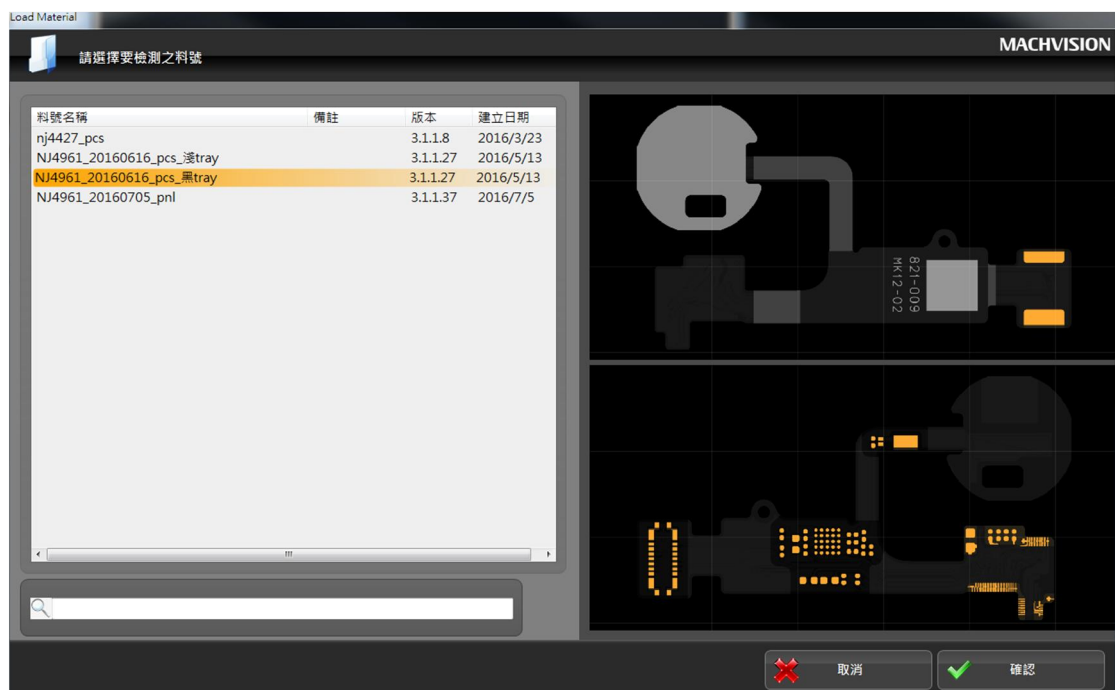 Load Material
請選擇要檢測之料號
MACHVISION
料號名稱 備註 版本 建立日期
nj4427_pcs 3.1.1.8 2016/3/23
NJ4961_20160616_pcs_淺tray 3.1.1.27 2016/5/13
NJ4961_20160616_pcs_黑tray 3.1.1.27 2016/5/13
NJ4961_20160705_pnl 3.1.1.37 2016/7/5
821-009
MK12-02
取消
確認